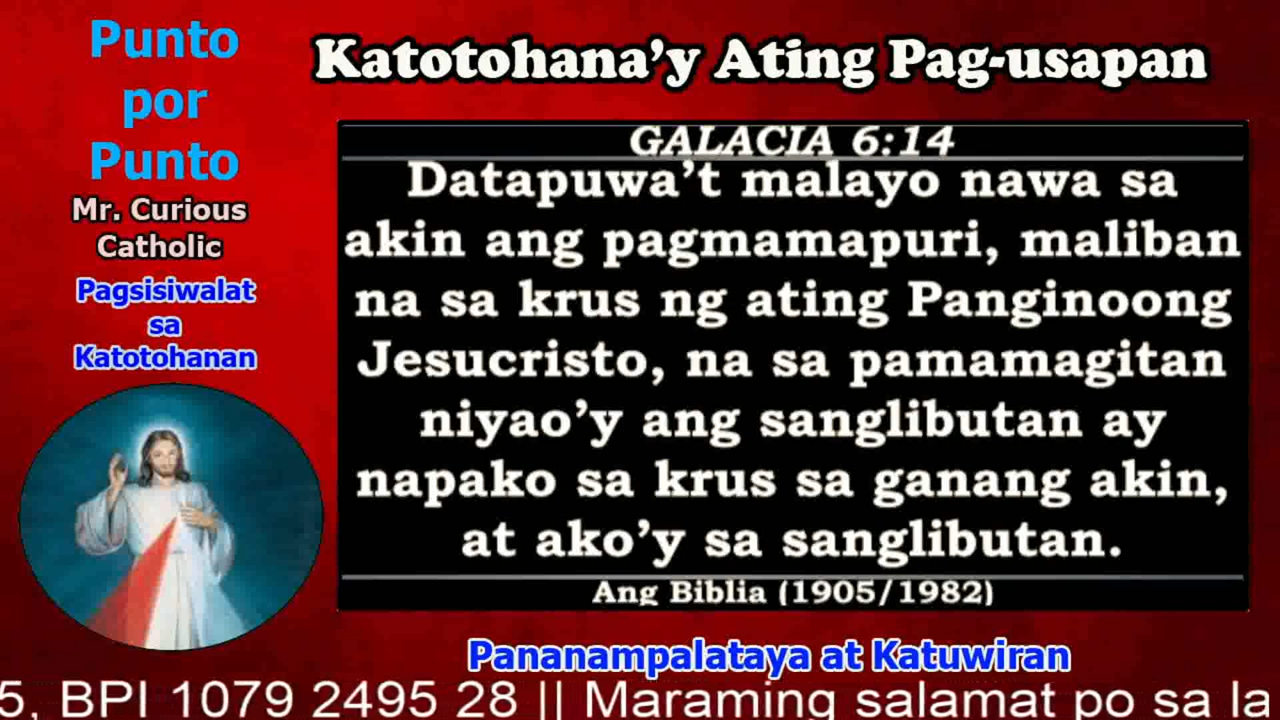 Punto
por
Punto
Mr. Curious
Catholic
Pagsisiwalat
sa
Katotohanan
Katotohana’y Ating Pag-usapan
GALACIA 6:14
Datapuwa’t malayo nawa sa
akin ang pagmamapuri, maliban
na sa krus ng ating Panginoong
Jesucristo, na sa pamamagitan
niyao’y ang sanglibutan ay
napako sa krus sa ganang akin,
at ako’y sa sanglibutan.
Ang Biblia (1905/1982)
Pananampalataya at Katuwiran
5, BPI 1079 2495 28 || Maraming salamat po sa la